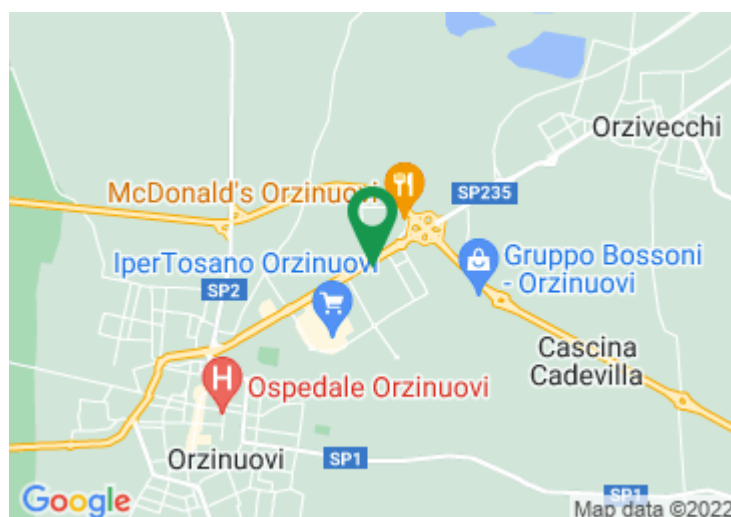 Orzivecchi
McDonald's Orzinuovi
SP235
IperTosano Orzinuovi
Gruppo Bossoni
- Orzinuovi
SP2
Cascina
Cadevilla
H
Ospedale Orzinuovi
Orzinuovi
SP1
SP1
Google
Map data ©2022